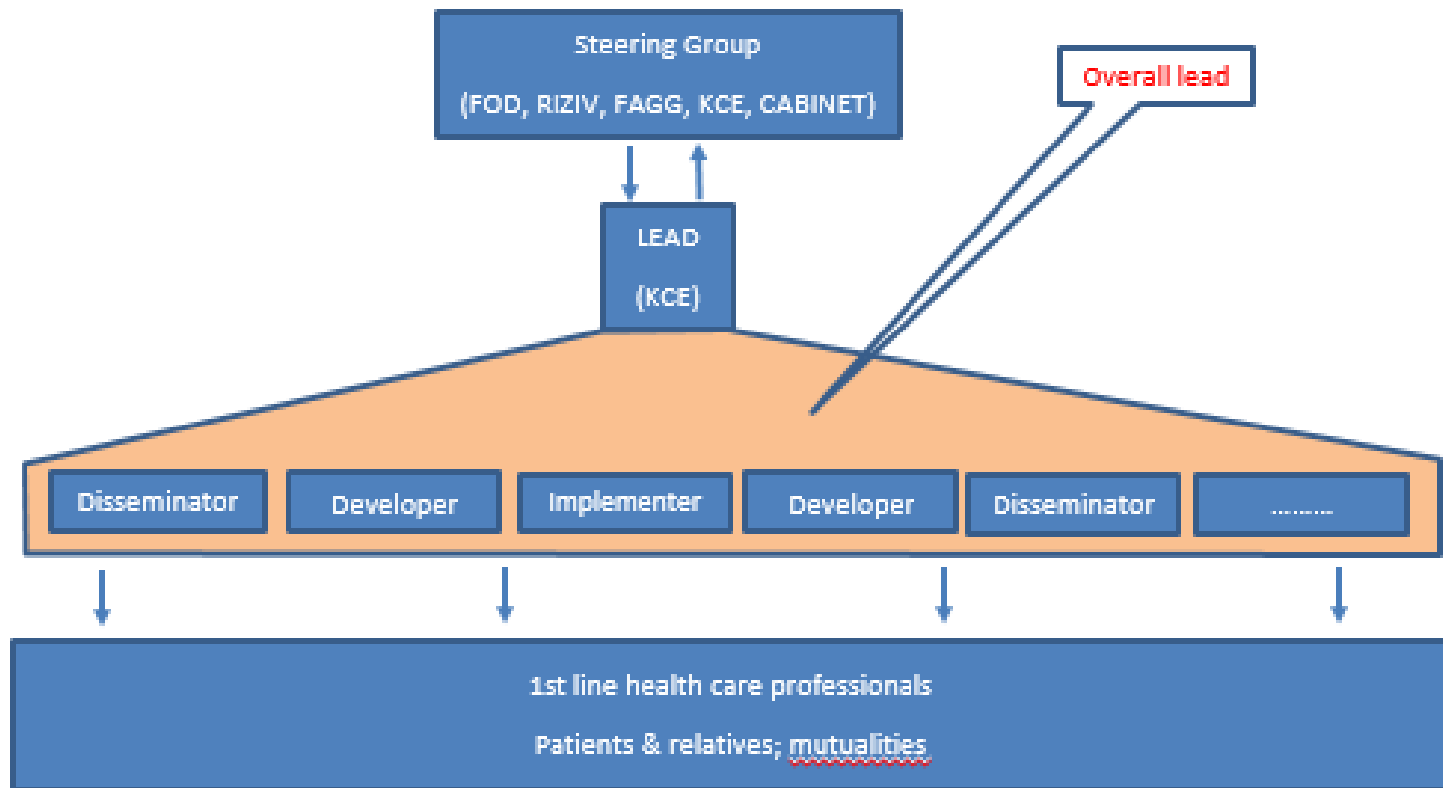 Steering Group
(FOD, RIZIV, FAGG, KCE, CABINET)
Overall lead
LEAD
(KCE)
Disseminator
Developer
Implementer
Developer
Disseminator
..........
1st line health care professionals
Patients & relatives; mutualities